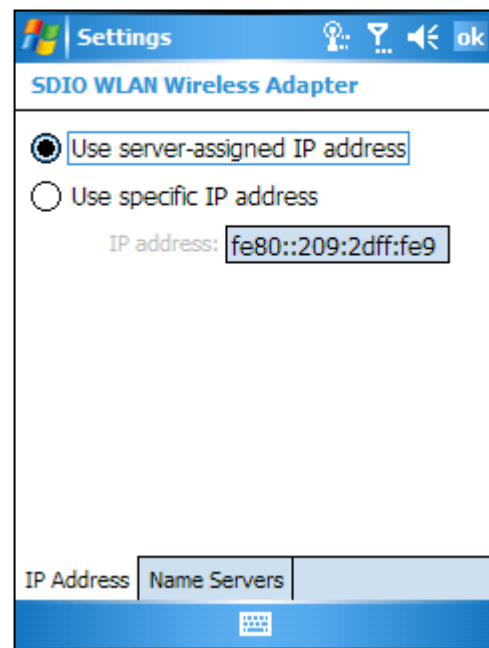 Settings
ok
SDIO WLAN Wireless Adapter
Use server-assigned IP address
Use specific IP address
IP address: fe80::209:2dff:fe9
IP Address Name Servers